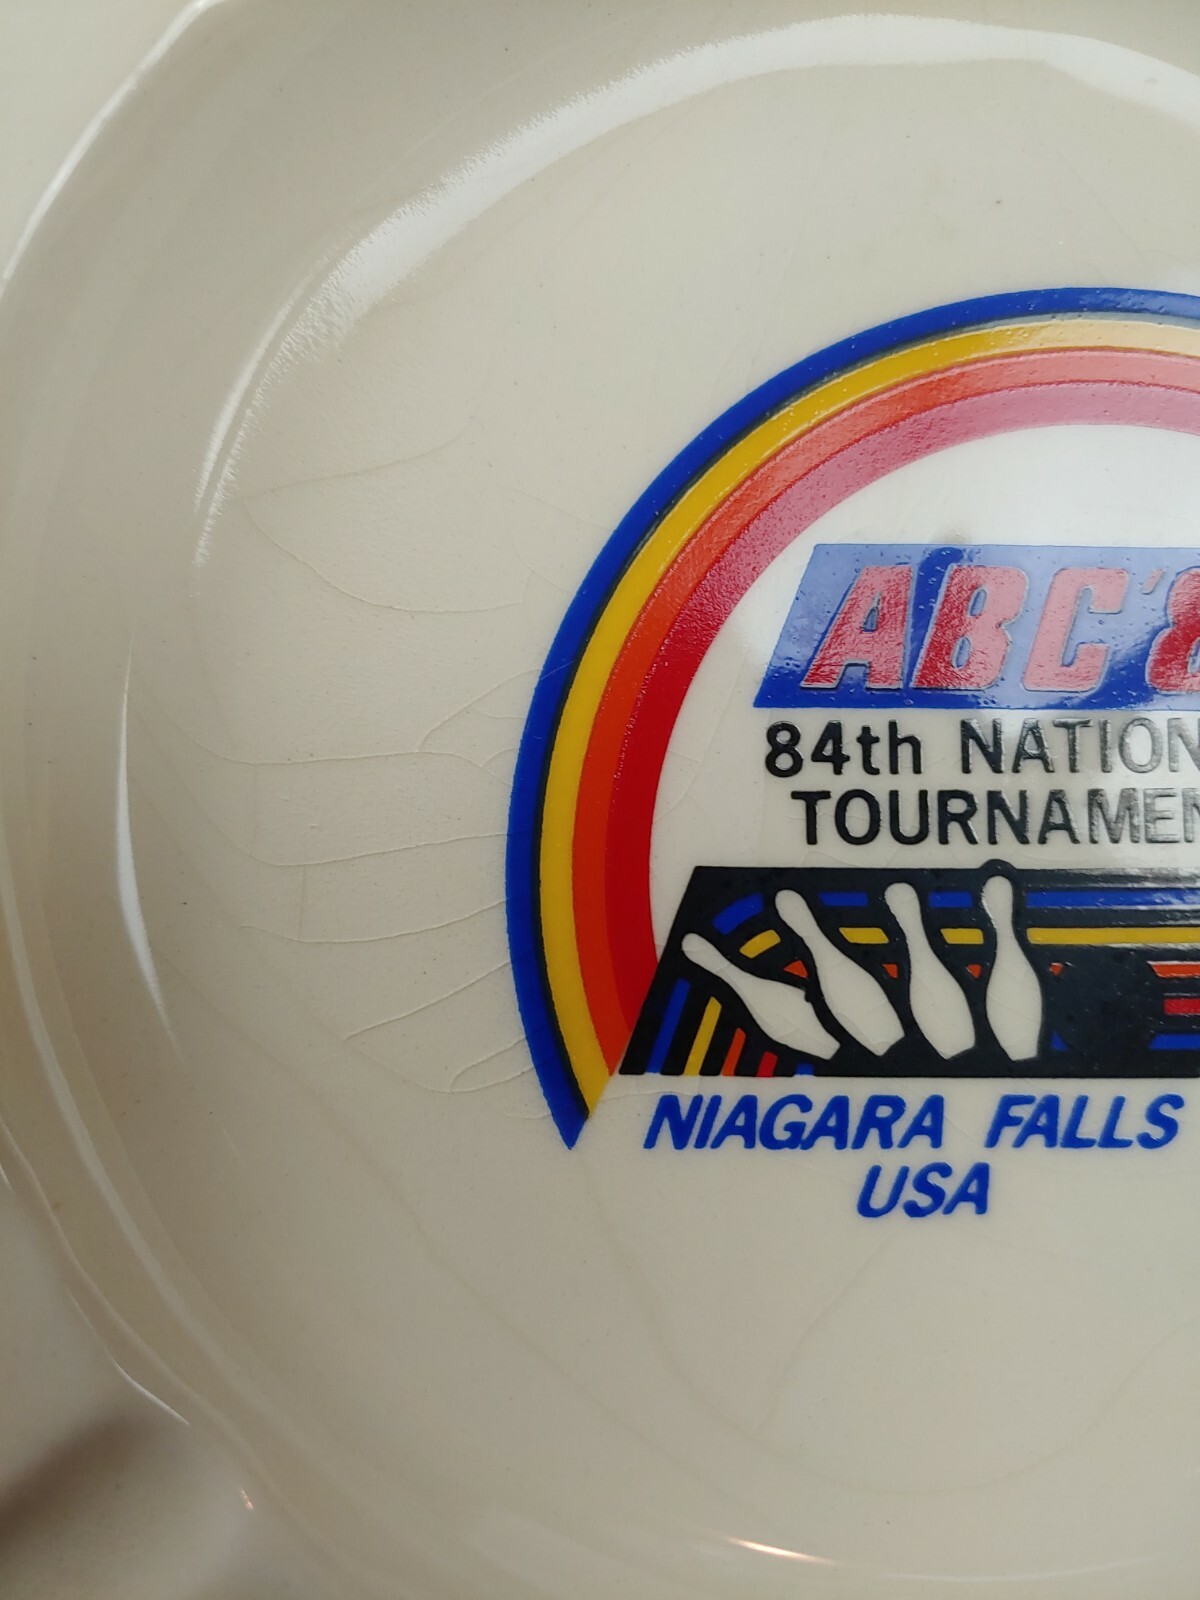 ABC'8
84th NATION
TOURNAMEN
NIAGARA FALLS
USA